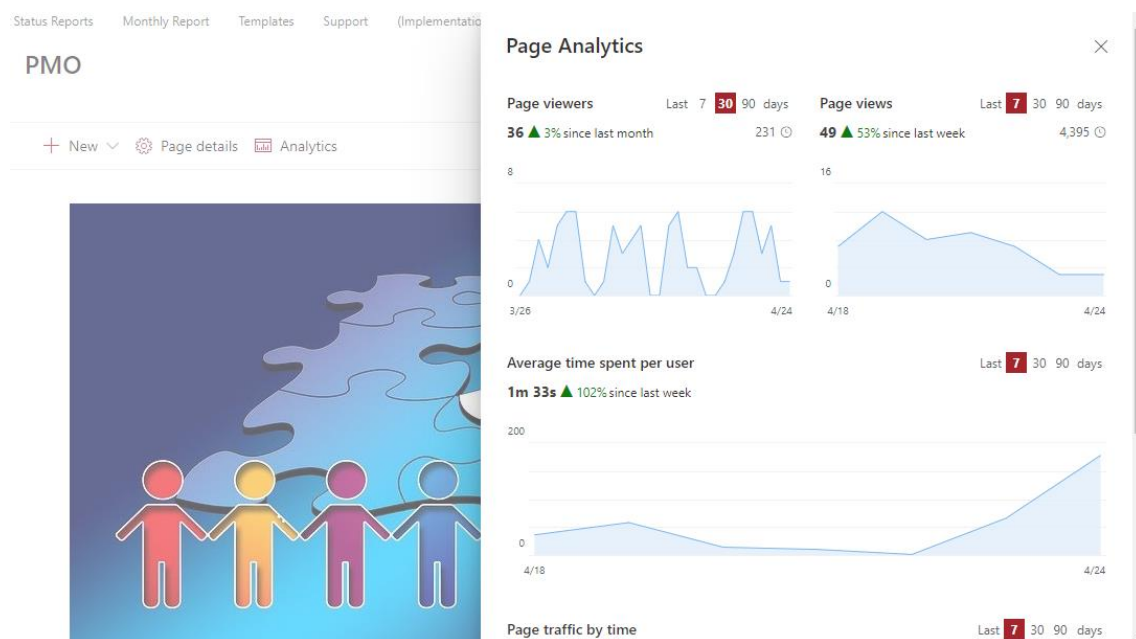 Status Reports Monthly Report Templates Support (Implementatio
PMO
New Page details Analytics
Page Analytics
Page viewers Last 7 30 90 days
36 3% since last month 231
8
0
3/26 4/24
Page views Last 7 30 90 days
49 53% since last week 4,395
16
0
4/18 4/24
Average time spent per user Last 7 30 90 days
1m 33s 102% since last week
200
0
4/18 4/24
Page traffic by time Last 7 30 90 days